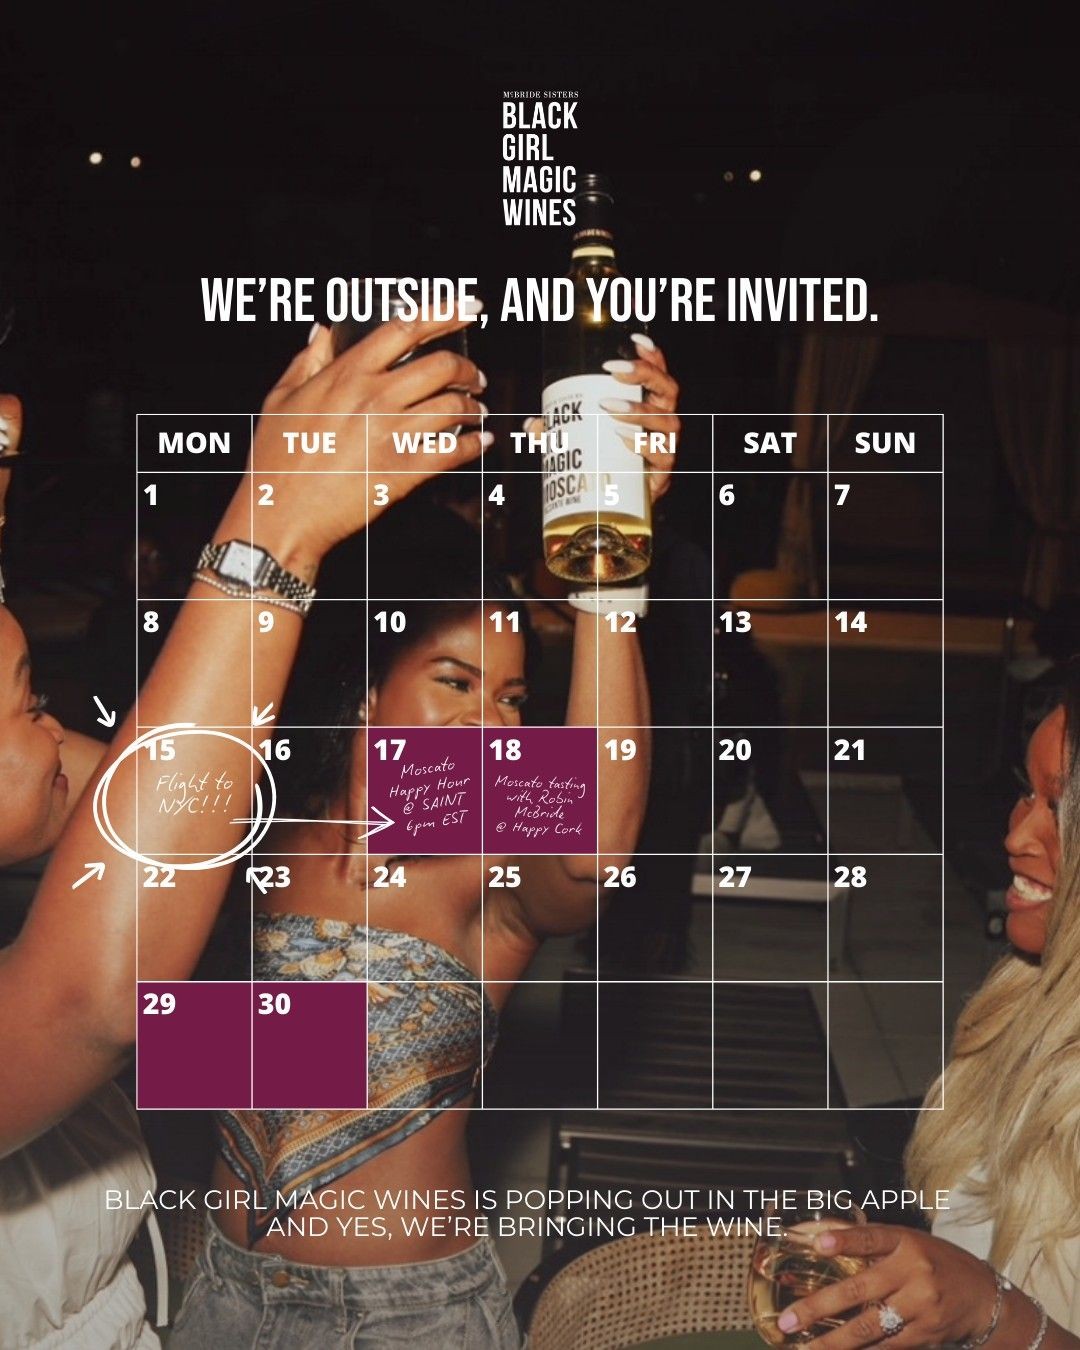 McBRIDE SISTERS
BLACK
GIRL
MAGIC
WINES
WE'RE OUTSIDE, AND YOU'RE INVITED.
BLACK
MAGIC
MOSCATO
MON TUE WED THU FRI SAT SUN
1 2 3 4 5 6 7
8 9 10 11 12 13 14
15 16 17 18 19 20 21
Flight to
NYC!!!
Moscato
Happy Hour
@ SAINT
6pm EST
Moscato tasting
with Robin
McBride
@ Happy Cork
22 23 24 25 26 27 28
29 30
BLACK GIRL MAGIC WINES IS POPPING OUT IN THE BIG APPLE
AND YES, WE'RE BRINGING THE WINE.